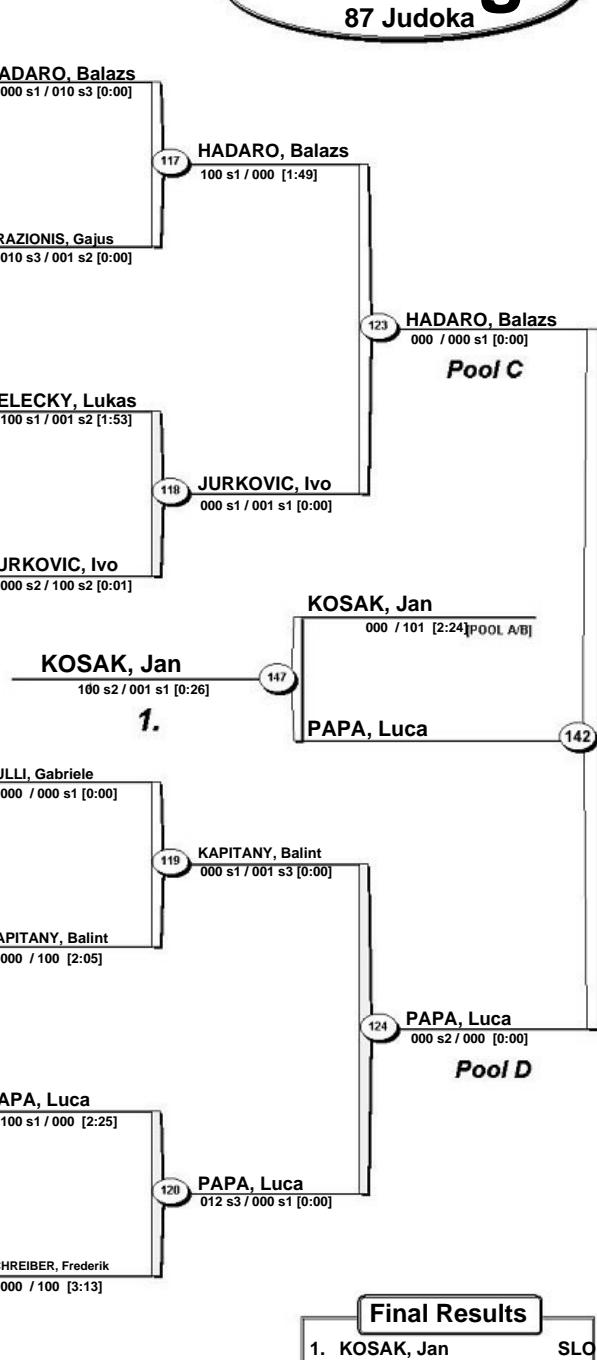 87 Judoka
ADARO, Balazs
000 s1 / 010 s3 [0:00]
117
HADARO, Balazs
100 s1 / 000 [1:49]
RAZIONIS, Gajus
010 s3 / 001 s2 [0:00]
123
HADARO, Balazs
000 / 000 s1 [0:00]
Pool C
ELECKY, Lukas
100 s1 / 001 s2 [1:53]
118
JURKOVIC, Ivo
000 s1 / 001 s1 [0:00]
URKOVIC, Ivo
000 s2 / 100 s2 [0:01]
KOSAK, Jan
000 / 101 [2:24]
[POOL A/B]
KOSAK, Jan
100 s2 / 001 s1 [0:26]
147
1.
PAPA, Luca
142
ULLI, Gabriele
000 / 000 s1 [0:00]
119
KAPITANY, Balint
000 s1 / 001 s3 [0:00]
APITANY, Balint
000 / 100 [2:05]
124
PAPA, Luca
000 s2 / 000 [0:00]
Pool D
APA, Luca
100 s1 / 000 [2:25]
120
PAPA, Luca
012 s3 / 000 s1 [0:00]
HREIBER, Frederik
000 / 100 [3:13]
Final Results
1. KOSAK, Jan SLO